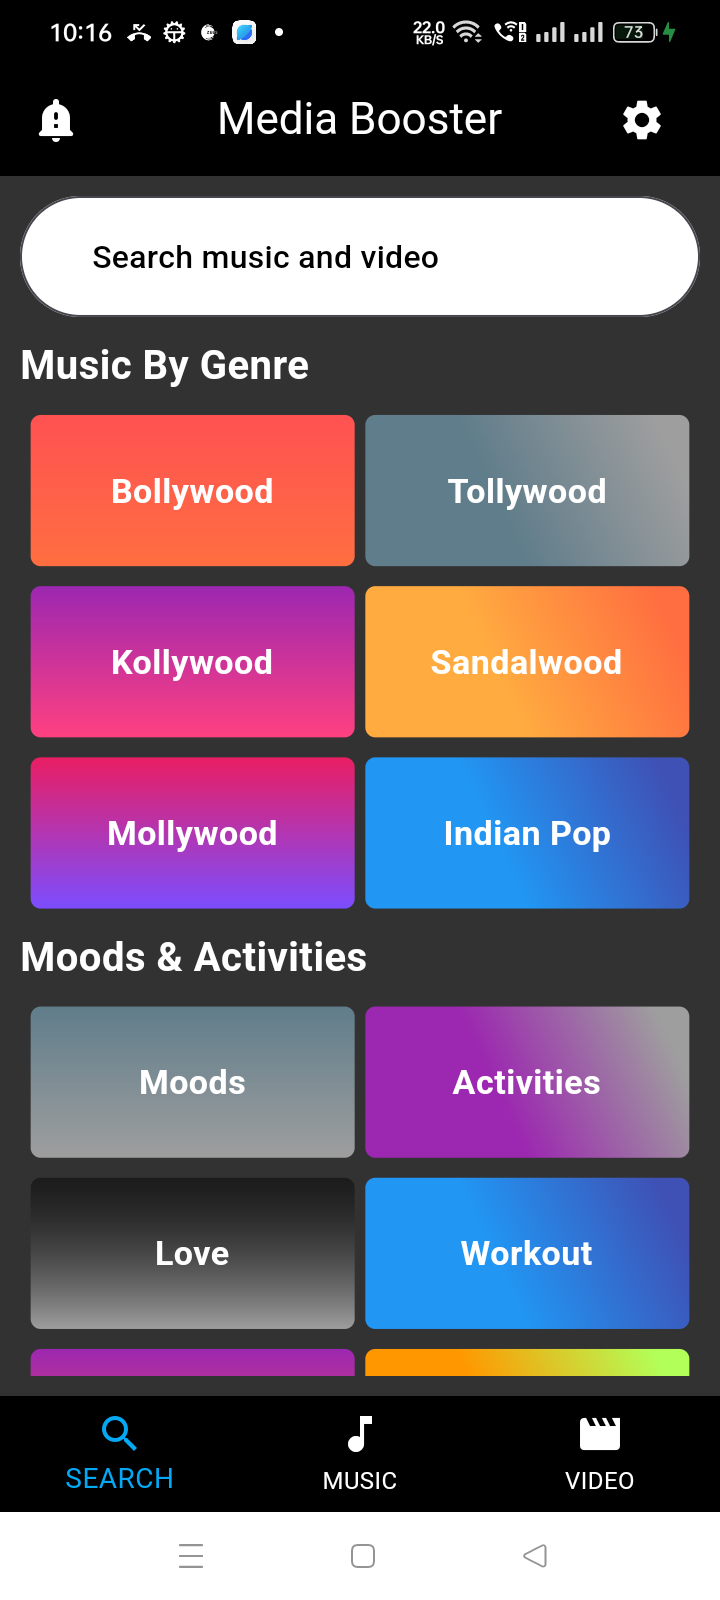 10:16
22.0
KB/S
73
Media Booster
Search music and video
Music By Genre
Bollywood
Tollywood
Kollywood
Sandalwood
Mollywood
Indian Pop
Moods & Activities
Moods
Activities
Love
Workout
SEARCH
MUSIC
VIDEO